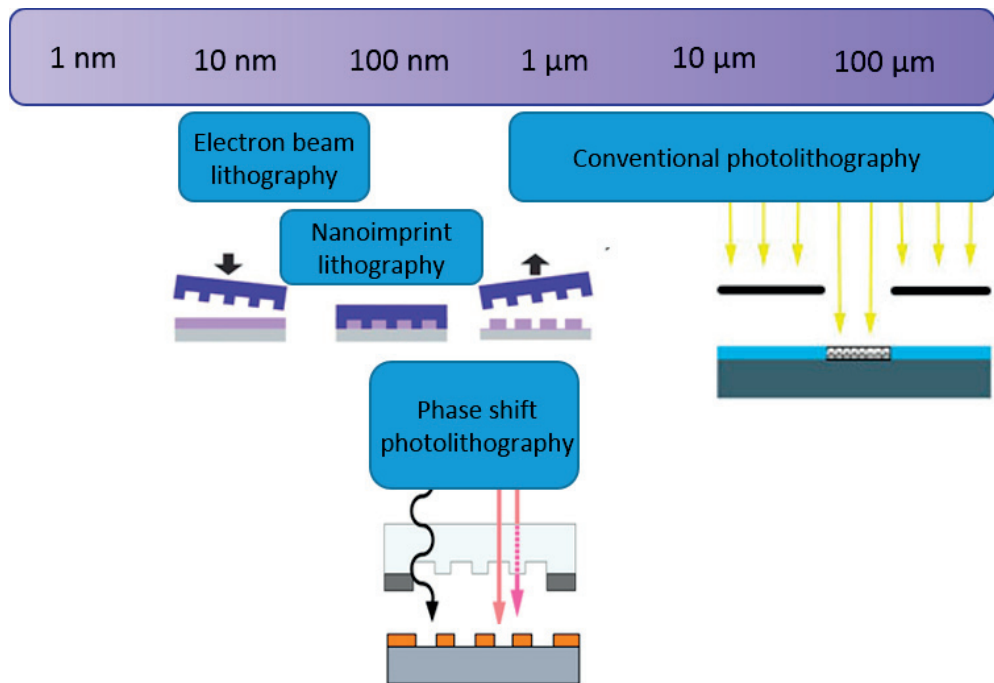 1 nm 10 nm 100 nm 1 µm 10 µm 100 µm
Electron beam
lithography
Conventional photolithography
Nanoimprint
lithography
Phase shift
photolithography